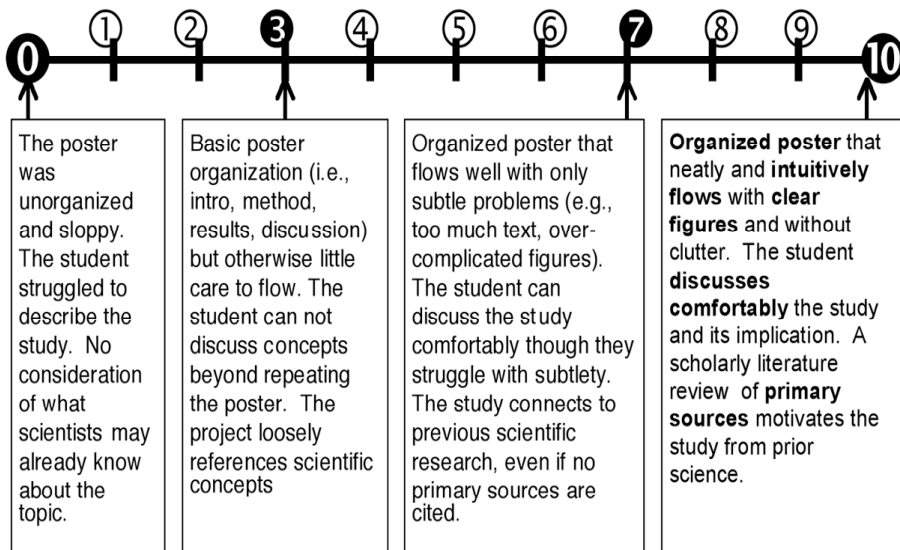 0 1 2 3 4 5 6 7 8 9 10
The poster
was
unorganized
and sloppy.
The student
struggled to
describe the
study.  No
consideration
of what
scientists may
already know
about the
topic.
Basic poster
organization (i.e.,
intro, method,
results, discussion)
but otherwise little
care to flow. The
student can not
discuss concepts
beyond repeating
the poster.  The
project loosely
references scientific
concepts
Organized poster that
flows well with only
subtle problems (e.g.,
too much text, over-
complicated figures).
The student can
discuss the study
comfortably though they
struggle with subtlety.
The study connects to
previous scientific
research, even if no
primary sources are
cited.
Organized poster that
neatly and intuitively
flows with clear
figures and without
clutter.  The student
discusses
comfortably the study
and its implication.  A
scholarly literature
review  of primary
sources motivates the
study from prior
science.